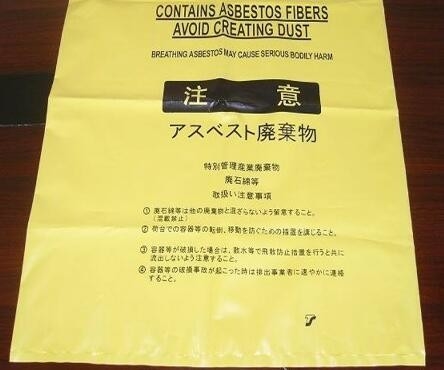 CONTAINS ASBESTOS FIBERS
AVOID CREATING DUST
BREATHING ASBESTOS MAY CAUSE SERIOUS BODILY HARM
注 意
アスベスト廃棄物
特別管理産業廃棄物
廃石綿等
取扱い注意事項
① 廃石綿等は他の廃棄物と混ざらないよう留意すること。
(混載禁止)
② 荷台での容器等の転倒、移動を防ぐための措置を講じること。
③ 容器等が破損した場合は、散水等で飛散防止措置を行うと共に
流出しないよう注意すること。
④ 容器等の破損事故が起こった時は排出事業者に速やかに連絡
すること。